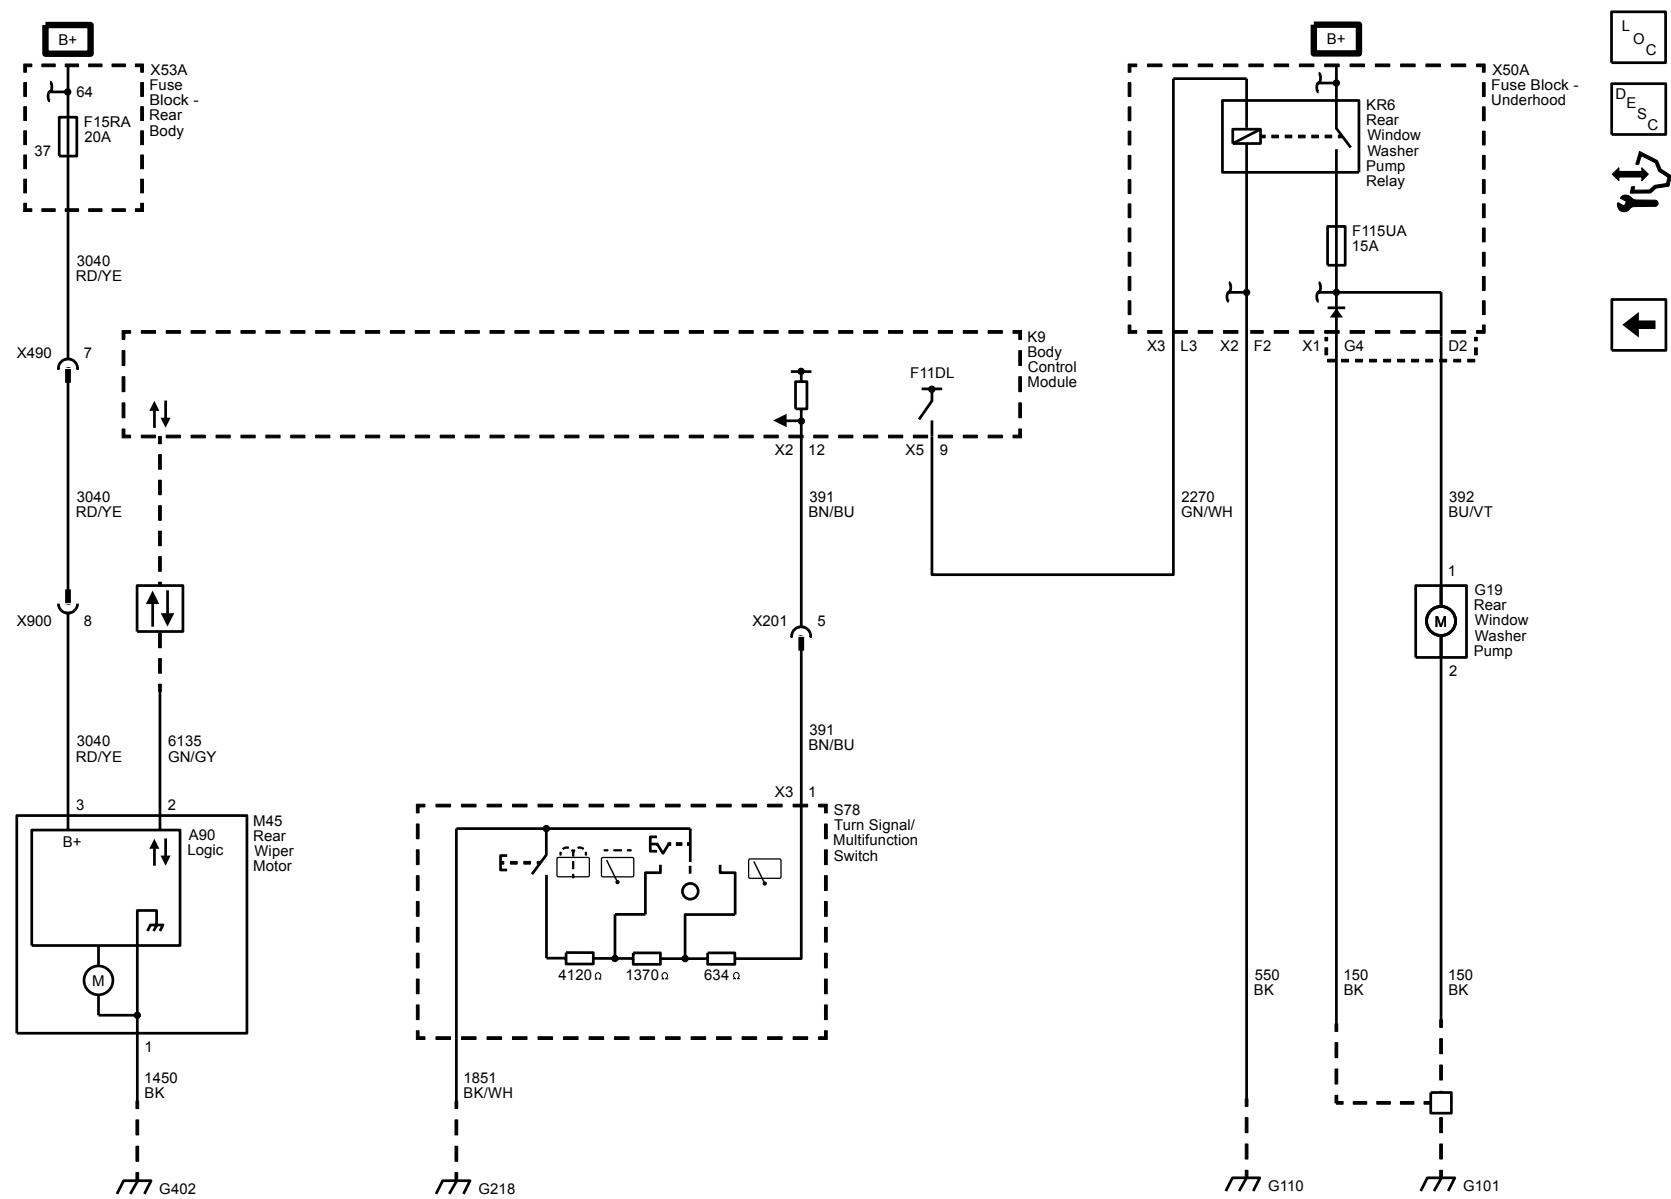 B+
X53A
Fuse
Block -
Rear
Body
64
F15RA
20A
37
3040
RD/YE
X490 7
3040
RD/YE
X900 8
3040
RD/YE
6135
GN/GY
3
2
B+
A90
Logic
M45
Rear
Wiper
Motor
M
1
1450
BK
G402
K9
Body
Control
Module
F11DL
X2 12
X5 9
391
BN/BU
X201 5
391
BN/BU
X3 1
S78
Turn Signal/
Multifunction
Switch
4120 Ω
1370 Ω
634 Ω
1851
BK/WH
G218
B+
X50A
Fuse Block -
Underhood
KR6
Rear
Window
Washer
Pump
Relay
F115UA
15A
X3 L3
X2 F2
X1 G4
D2
2270
GN/WH
392
BU/VT
1
G19
Rear
Window
Washer
Pump
M
2
550
BK
150
BK
150
BK
G110
G101
LOC
DESC